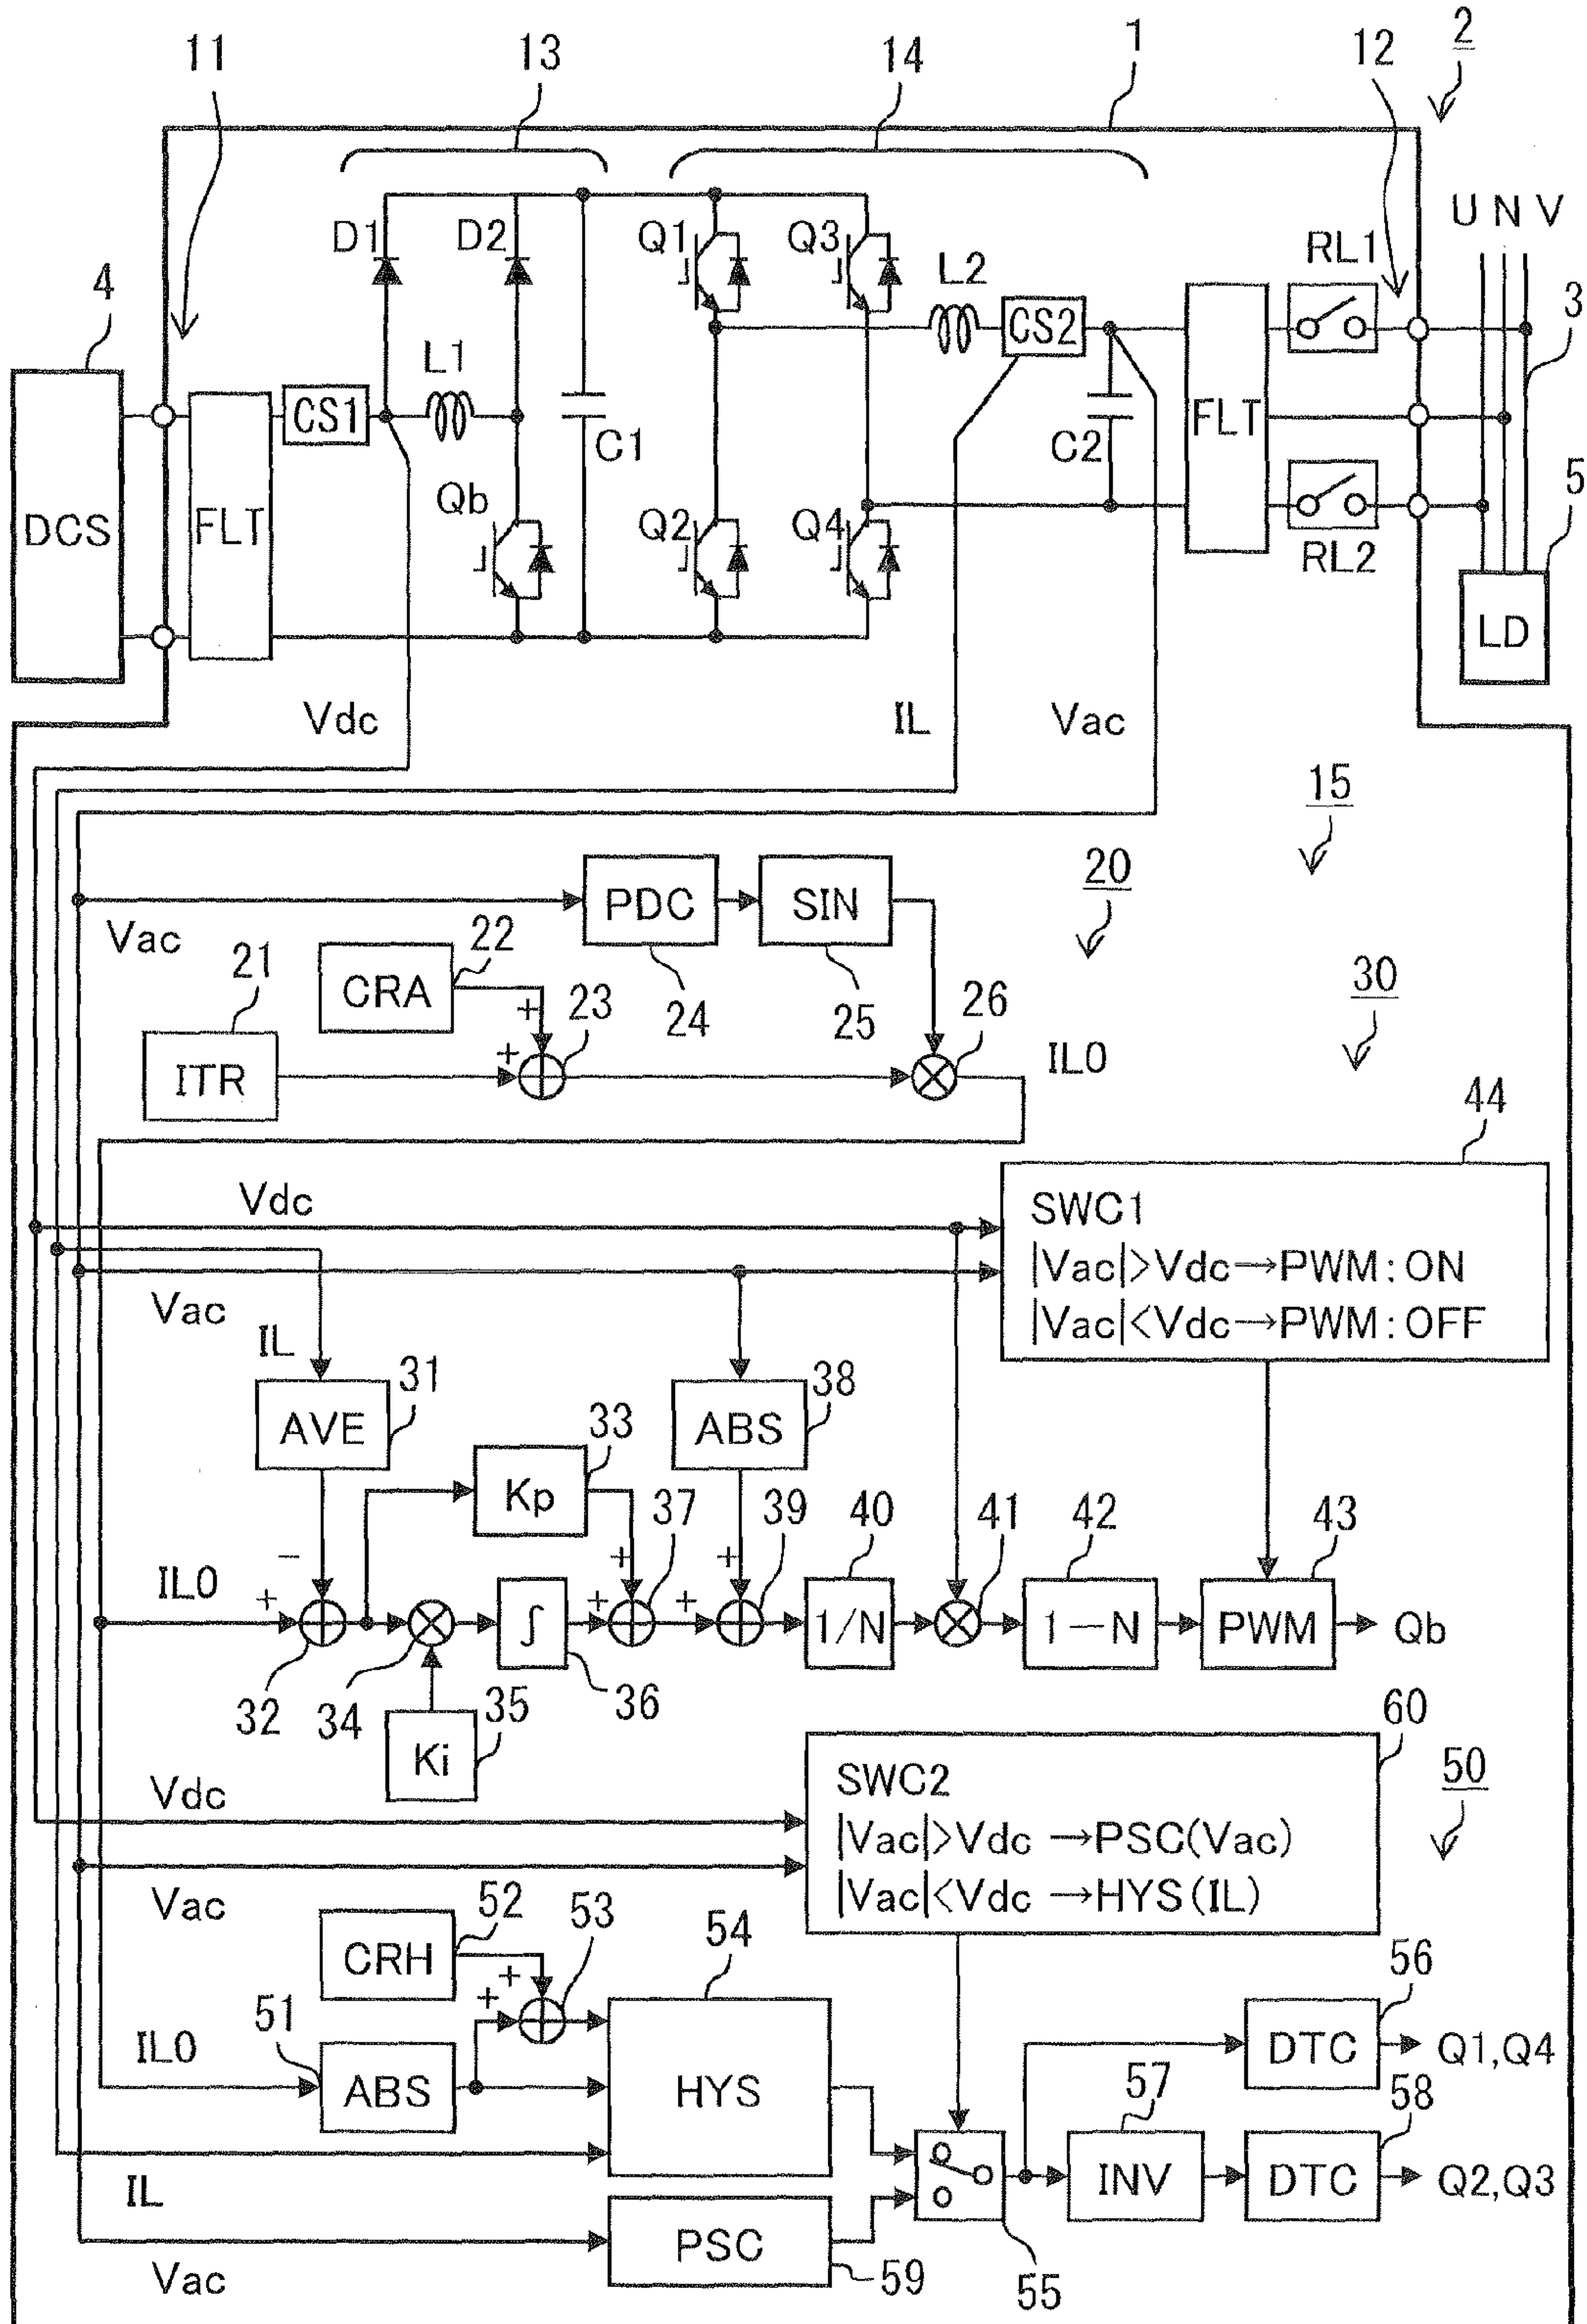 11
13
14
1
12
2
D1
D2
Q1
Q3
L2
RL1
U N V
4
L1
CS2
3
CS1
C1
C2
FLT
5
DCS
FLT
Qb
Q2
Q4
RL2
LD
Vdc
IL
Vac
15
20
PDC
SIN
Vac
21
22
CRA
24
25
30
+
23
26
ITR
+
IL0
44
Vdc
SWC1
|Vac|>Vdc→PWM:ON
|Vac|<Vdc→PWM:OFF
Vac
IL
31
38
AVE
33
ABS
Kp
37
39
40
41
42
43
IL0
−
+
+
+
+
+
∫
1/N
1−N
PWM
Qb
32
34
35
36
60
Ki
50
Vdc
SWC2
|Vac|>Vdc →PSC(Vac)
|Vac|<Vdc →HYS(IL)
Vac
52
53
54
CRH
+
56
51
+
IL0
ABS
HYS
DTC
Q1,Q4
57
58
IL
INV
DTC
Q2,Q3
PSC
Vac
59
55